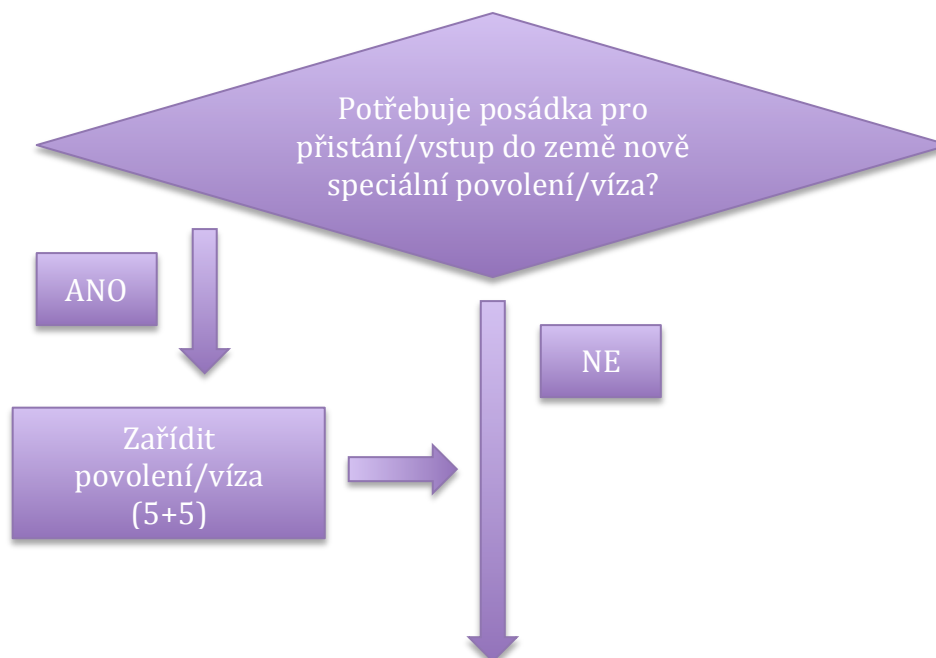 Potřebuje posádka pro
přistání/vstup do země nově
speciální povolení/víza?
ANO
NE
Zařídit
povolení/víza
(5+5)